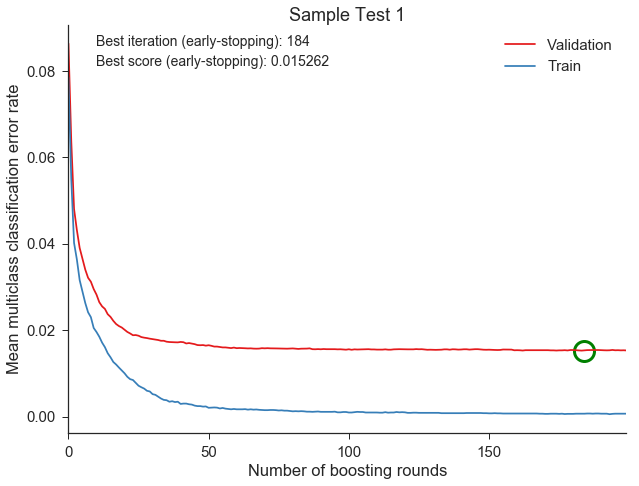 Sample Test 1
Best iteration (early-stopping): 184
Best score (early-stopping): 0.015262
Validation
Train
Mean multiclass classification error rate
0.08
0.06
0.04
0.02
0.00
0
50
100
150
Number of boosting rounds